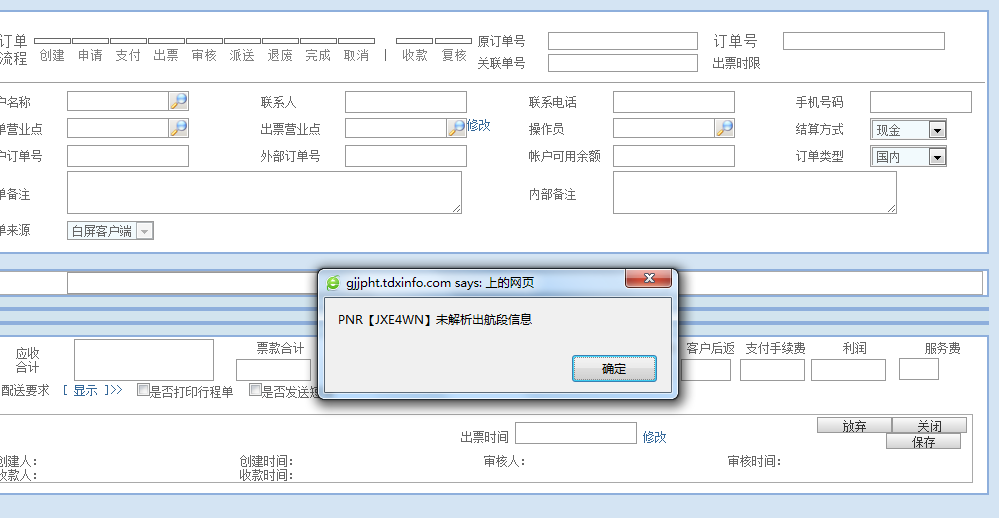 订单 原订单号 订单号
流程 创建 申请 支付 出票 审核 派送 退废 完成 取消 | 收款 复核 关联单号 出票时限
户名称 联系人 联系电话 手机号码
单营业点 出票营业点 修改 操作员 结算方式 现金
户订单号 外部订单号 帐户可用余额 订单类型 国内
单备注 内部备注
单来源 白屏客户端
gjjpht.tdxinfo.com says: 上的网页
PNR【JXE4WN】未解析出航段信息
确定
应收 票款合计 客户后返 支付手续费 利润 服务费
合计
配送要求 [ 显示 ]>> 是否打印行程单 是否发送短
出票时间 修改 放弃 关闭
保存
创建人: 创建时间: 审核人: 审核时间:
收款人: 收款时间: